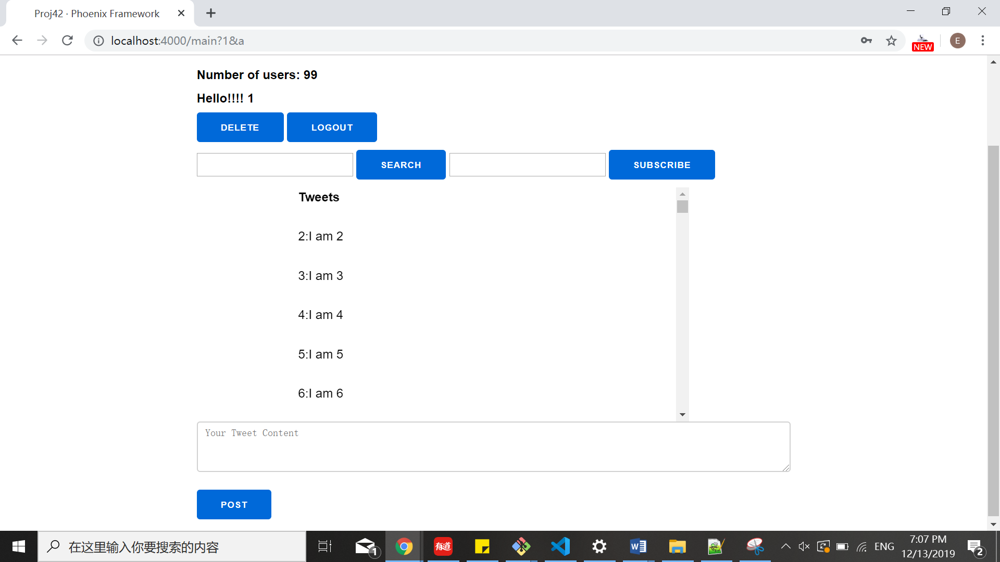 Proj42 · Phoenix Framework
localhost:4000/main?1&a
NEW
E
Number of users: 99
Hello!!!! 1
DELETE LOGOUT
SEARCH SUBSCRIBE
Tweets
2:I am 2
3:I am 3
4:I am 4
5:I am 5
6:I am 6
Your Tweet Content
POST
在这里输入你要搜索的内容
1
有道
W
ENG
7:07 PM
12/13/2019
2